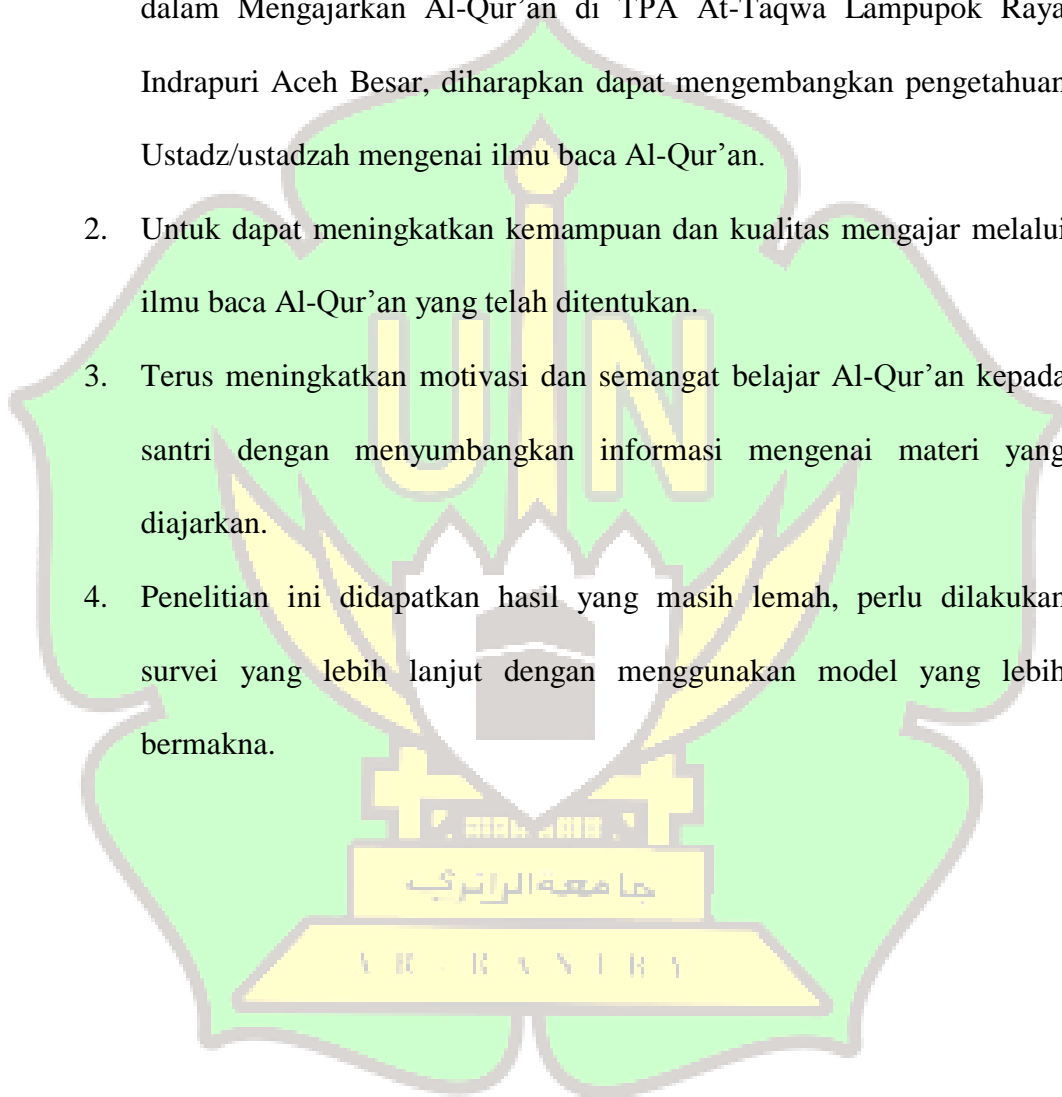 dalam Mengajarkan Al-Qur’an di TPA At-Taqwa Lampupok Raya
Indrapuri Aceh Besar, diharapkan dapat mengembangkan pengetahuan
Ustadz/ustadzah mengenai ilmu baca Al-Qur’an.
2. Untuk dapat meningkatkan kemampuan dan kualitas mengajar melalui
ilmu baca Al-Qur’an yang telah ditentukan.
3. Terus meningkatkan motivasi dan semangat belajar Al-Qur’an kepada
santri dengan menyumbangkan informasi mengenai materi yang
diajarkan.
4. Penelitian ini didapatkan hasil yang masih lemah, perlu dilakukan
survei yang lebih lanjut dengan menggunakan model yang lebih
bermakna.
UIN
جامعةالرانري
AR-RANIRY